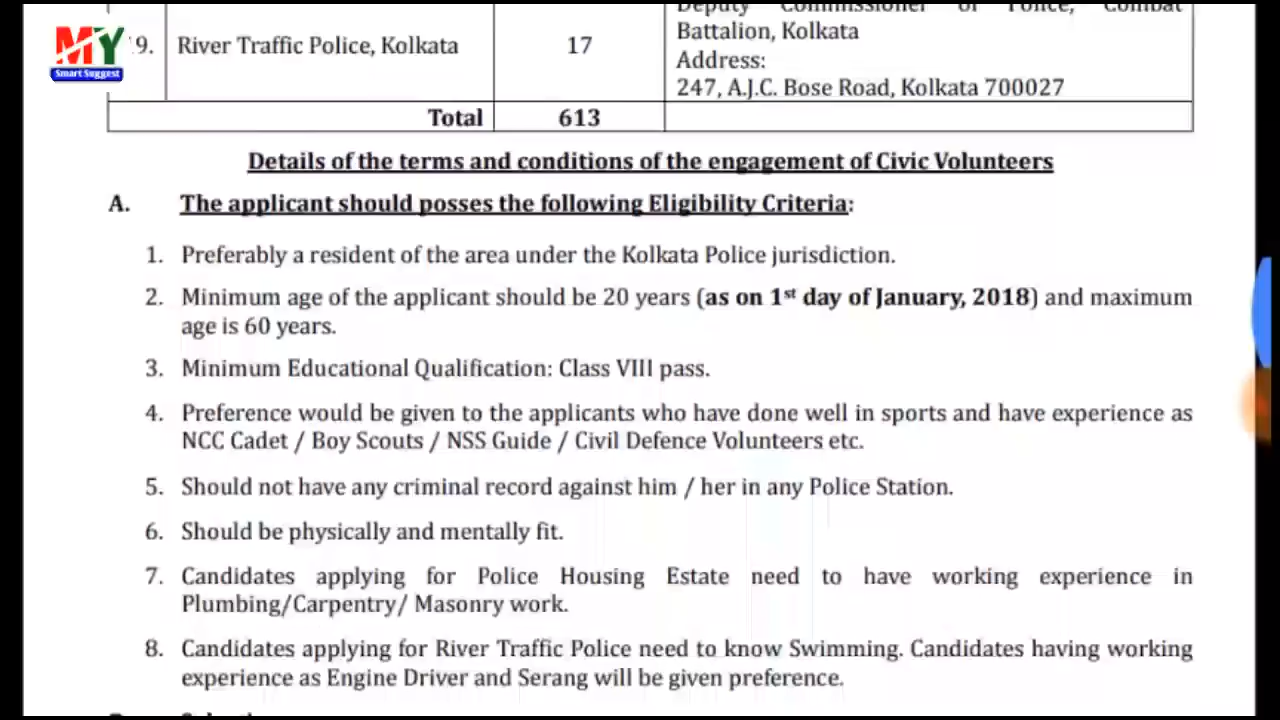 Deputy Commissioner of Police, Combat
MY
Smart Suggest
19. River Traffic Police, Kolkata 17 Battalion, Kolkata
Address:
247, A.J.C. Bose Road, Kolkata 700027
Total 613
Details of the terms and conditions of the engagement of Civic Volunteers
A. The applicant should posses the following Eligibility Criteria:
1. Preferably a resident of the area under the Kolkata Police jurisdiction.
2. Minimum age of the applicant should be 20 years (as on 1st day of January, 2018) and maximum
age is 60 years.
3. Minimum Educational Qualification: Class VIII pass.
4. Preference would be given to the applicants who have done well in sports and have experience as
NCC Cadet / Boy Scouts / NSS Guide / Civil Defence Volunteers etc.
5. Should not have any criminal record against him / her in any Police Station.
6. Should be physically and mentally fit.
7. Candidates applying for Police Housing Estate need to have working experience in
Plumbing/Carpentry/ Masonry work.
8. Candidates applying for River Traffic Police need to know Swimming. Candidates having working
experience as Engine Driver and Serang will be given preference.